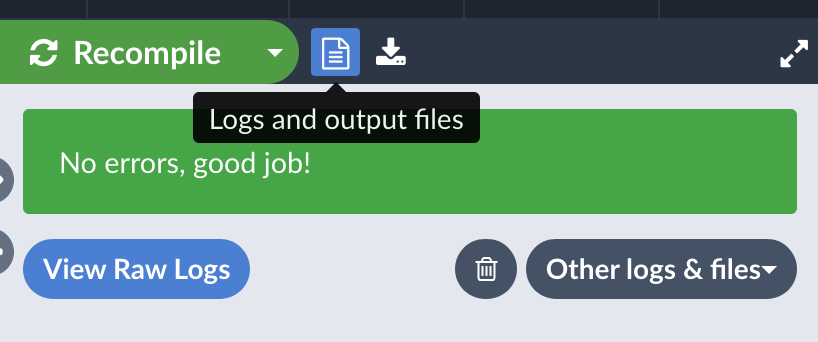 Recompile
Logs and output files
No errors, good job!
View Raw Logs
Other logs & files